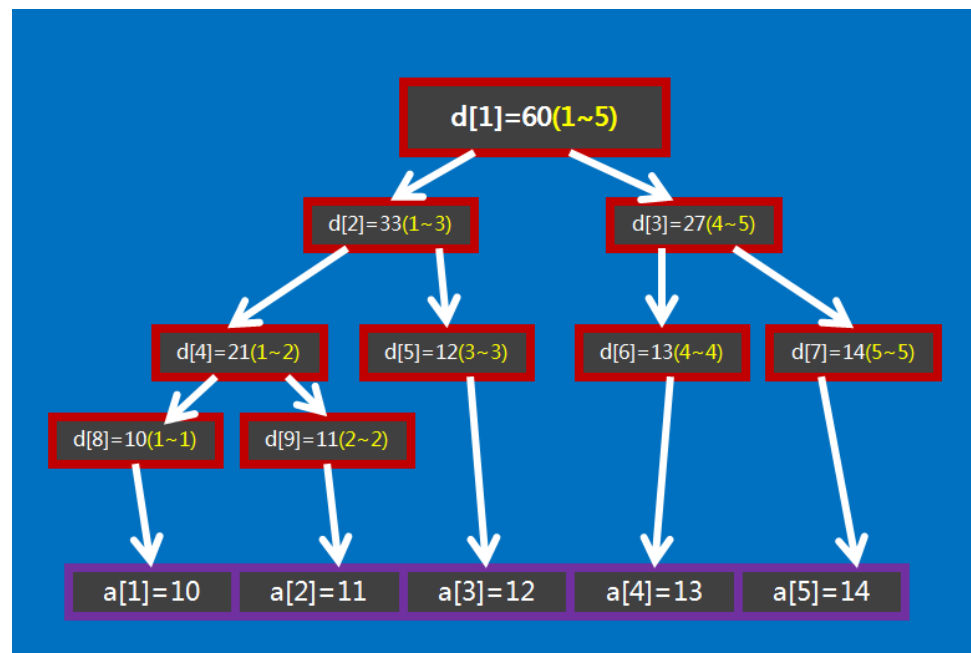 d[1]=60(1~5)
d[2]=33(1~3)
d[3]=27(4~5)
d[4]=21(1~2)
d[5]=12(3~3)
d[6]=13(4~4)
d[7]=14(5~5)
d[8]=10(1~1)
d[9]=11(2~2)
a[1]=10
a[2]=11
a[3]=12
a[4]=13
a[5]=14